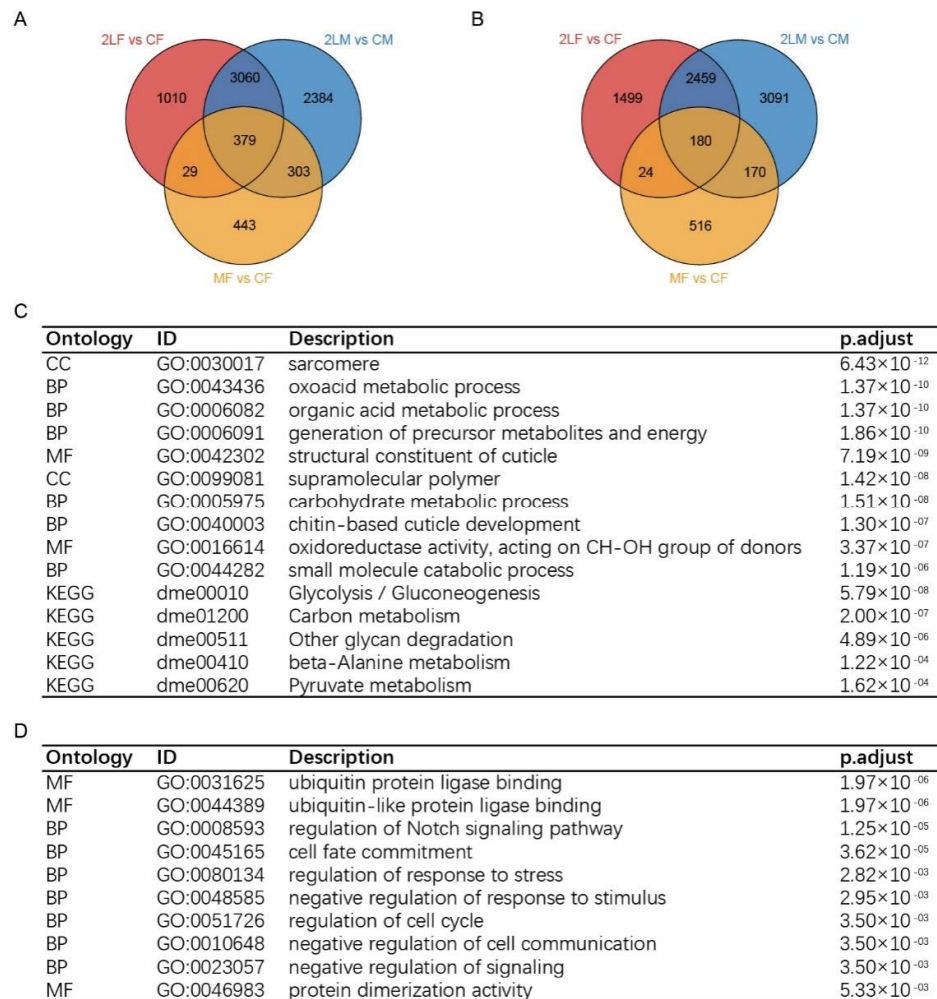 A
B
2LF vs CF
2LM vs CM
2LF vs CF
2LM vs CM
3060
2459
1010
2384
1499
3091
379
180
29
303
24
170
443
516
MF vs CF
MF vs CF
C
Ontology ID Description p.adjust
CC GO:0030017 sarcomere 6.43×10⁻¹²
BP GO:0043436 oxoacid metabolic process 1.37×10⁻¹⁰
BP GO:0006082 organic acid metabolic process 1.37×10⁻¹⁰
BP GO:0006091 generation of precursor metabolites and energy 1.86×10⁻¹⁰
MF GO:0042302 structural constituent of cuticle 7.19×10⁻⁰⁹
CC GO:0099081 supramolecular polymer 1.42×10⁻⁰⁸
BP GO:0005975 carbohydrate metabolic process 1.51×10⁻⁰⁸
BP GO:0040003 chitin-based cuticle development 1.30×10⁻⁰⁷
MF GO:0016614 oxidoreductase activity, acting on CH-OH group of donors 3.37×10⁻⁰⁷
BP GO:0044282 small molecule catabolic process 1.19×10⁻⁰⁶
KEGG dme00010 Glycolysis / Gluconeogenesis 5.79×10⁻⁰⁸
KEGG dme01200 Carbon metabolism 2.00×10⁻⁰⁷
KEGG dme00511 Other glycan degradation 4.89×10⁻⁰⁶
KEGG dme00410 beta-Alanine metabolism 1.22×10⁻⁰⁴
KEGG dme00620 Pyruvate metabolism 1.62×10⁻⁰⁴
D
Ontology ID Description p.adjust
MF GO:0031625 ubiquitin protein ligase binding 1.97×10⁻⁰⁶
MF GO:0044389 ubiquitin-like protein ligase binding 1.97×10⁻⁰⁶
BP GO:0008593 regulation of Notch signaling pathway 1.25×10⁻⁰⁵
BP GO:0045165 cell fate commitment 3.62×10⁻⁰⁵
BP GO:0080134 regulation of response to stress 2.82×10⁻⁰³
BP GO:0048585 negative regulation of response to stimulus 2.95×10⁻⁰³
BP GO:0051726 regulation of cell cycle 3.50×10⁻⁰³
BP GO:0010648 negative regulation of cell communication 3.50×10⁻⁰³
BP GO:0023057 negative regulation of signaling 3.50×10⁻⁰³
MF GO:0046983 protein dimerization activity 5.33×10⁻⁰³